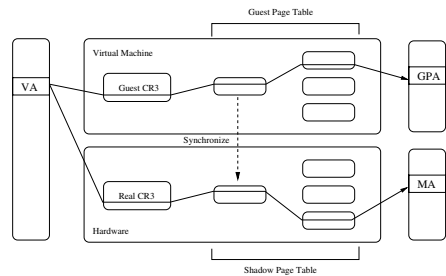 Guest Page Table
Virtual Machine
VA
Guest CR3
GPA
Synchronize
Real CR3
MA
Hardware
Shadow Page Table